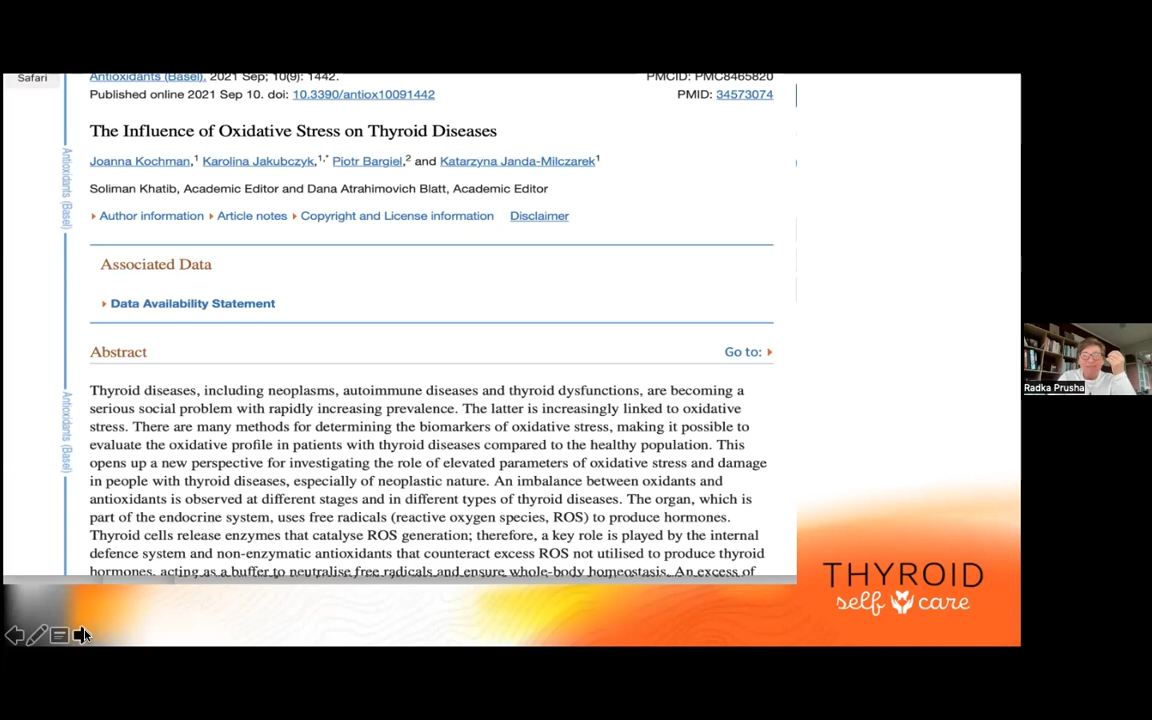 Safari
Antioxidants (Basel). 2021 Sep; 10(9): 1442.
PMCID: PMC8465820
Published online 2021 Sep 10. doi: 10.3390/antiox10091442
PMID: 34573074
The Influence of Oxidative Stress on Thyroid Diseases
Joanna Kochman,1 Karolina Jakubczyk,1,* Piotr Bargiel,2 and Katarzyna Janda-Milczarek1
Soliman Khatib, Academic Editor and Dana Atrahimovich Blatt, Academic Editor
Author information Article notes Copyright and License information Disclaimer
Antioxidants (Basel)
Associated Data
Data Availability Statement
Abstract
Go to:
Thyroid diseases, including neoplasms, autoimmune diseases and thyroid dysfunctions, are becoming a
serious social problem with rapidly increasing prevalence. The latter is increasingly linked to oxidative
stress. There are many methods for determining the biomarkers of oxidative stress, making it possible to
evaluate the oxidative profile in patients with thyroid diseases compared to the healthy population. This
opens up a new perspective for investigating the role of elevated parameters of oxidative stress and damage
in people with thyroid diseases, especially of neoplastic nature. An imbalance between oxidants and
antioxidants is observed at different stages and in different types of thyroid diseases. The organ, which is
part of the endocrine system, uses free radicals (reactive oxygen species, ROS) to produce hormones.
Thyroid cells release enzymes that catalyse ROS generation; therefore, a key role is played by the internal
defence system and non-enzymatic antioxidants that counteract excess ROS not utilised to produce thyroid
hormones, acting as a buffer to neutralise free radicals and ensure whole-body homeostasis. An excess of
Antioxidants (Basel)
THYROID
self care
Radka Prusha